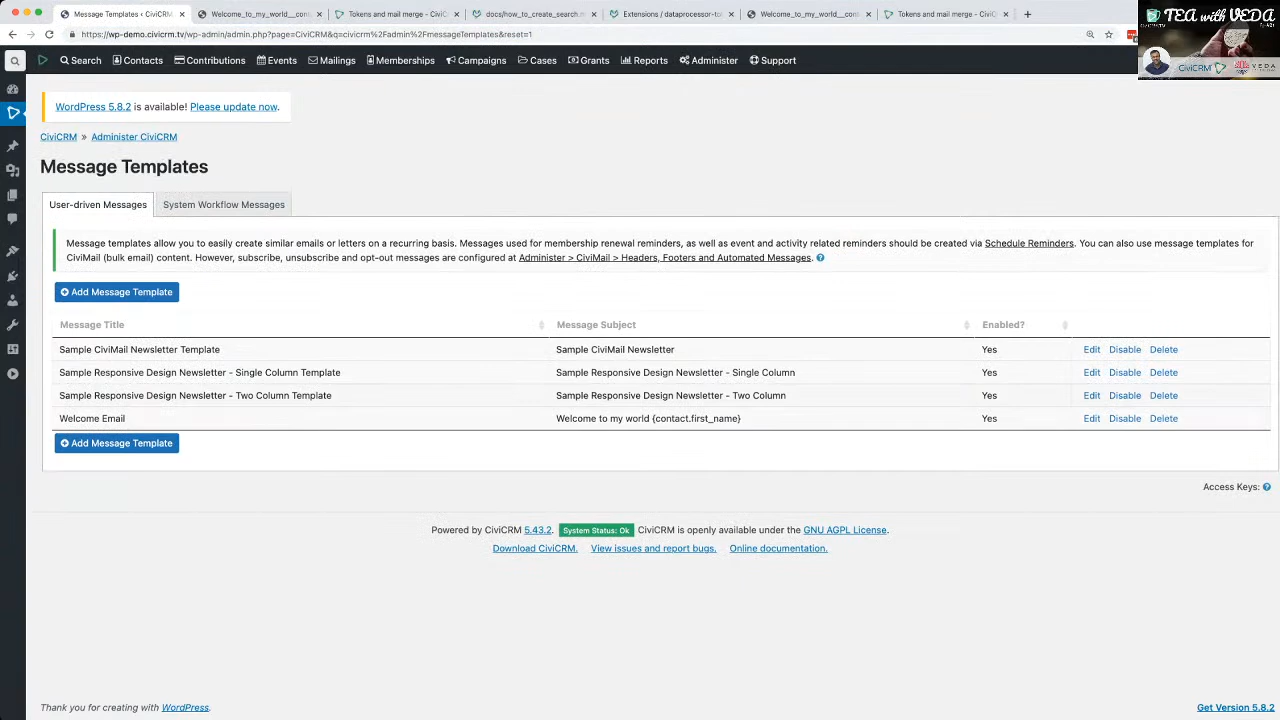 Message Templates ‹ CiviCRM
Welcome_to_my_world__con
Tokens and mail merge - CiviC
docs/how_to_create_search.m
Extensions / dataprocessor-to
Welcome_to_my_world__con
Tokens and mail merge - CiviC
https://wp-demo.civicrm.tv/wp-admin/admin.php?page=CiviCRM&q=civicrm%2Fadmin%2FmessageTemplates&reset=1
TEA with VEDA
CiviCRM
VEDA
Search Contacts Contributions Events Mailings Memberships Campaigns Cases Grants Reports Administer Support
WordPress 5.8.2 is available! Please update now.
CiviCRM » Administer CiviCRM
Message Templates
User-driven Messages
System Workflow Messages
Message templates allow you to easily create similar emails or letters on a recurring basis. Messages used for membership renewal reminders, as well as event and activity related reminders should be created via Schedule Reminders. You can also use message templates for
CiviMail (bulk email) content. However, subscribe, unsubscribe and opt-out messages are configured at Administer > CiviMail > Headers, Footers and Automated Messages.
Add Message Template
Message Title Message Subject Enabled?
Sample CiviMail Newsletter Template Sample CiviMail Newsletter Yes Edit Disable Delete
Sample Responsive Design Newsletter - Single Column Template Sample Responsive Design Newsletter - Single Column Yes Edit Disable Delete
Sample Responsive Design Newsletter - Two Column Template Sample Responsive Design Newsletter - Two Column Yes Edit Disable Delete
Welcome Email Welcome to my world {contact.first_name} Yes Edit Disable Delete
Add Message Template
Access Keys:
Powered by CiviCRM 5.43.2. System Status: Ok CiviCRM is openly available under the GNU AGPL License.
Download CiviCRM. View issues and report bugs. Online documentation.
Thank you for creating with WordPress.
Get Version 5.8.2